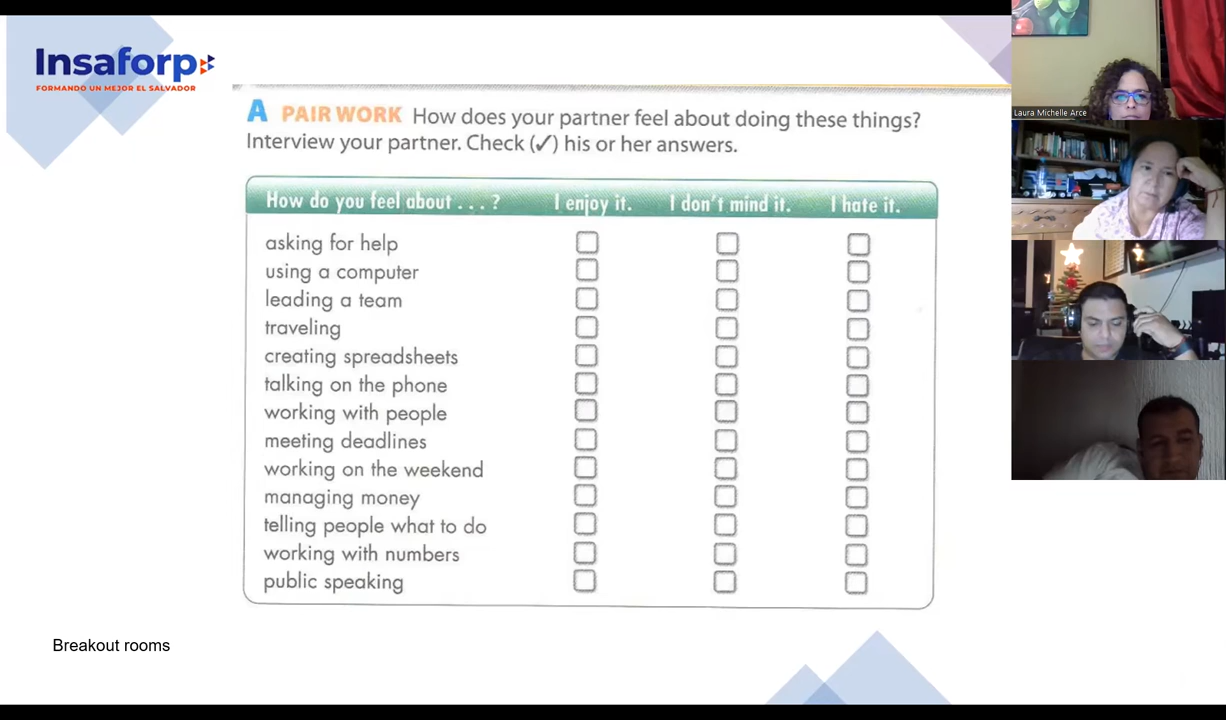 Insaforp
FORMANDO UN MEJOR EL SALVADOR
A PAIR WORK How does your partner feel about doing these things?
Interview your partner. Check (✓) his or her answers.
How do you feel about . . . ? I enjoy it. I don't mind it. I hate it.
asking for help
using a computer
leading a team
traveling
creating spreadsheets
talking on the phone
working with people
meeting deadlines
working on the weekend
managing money
telling people what to do
working with numbers
public speaking
Breakout rooms
Laura Michelle Arce